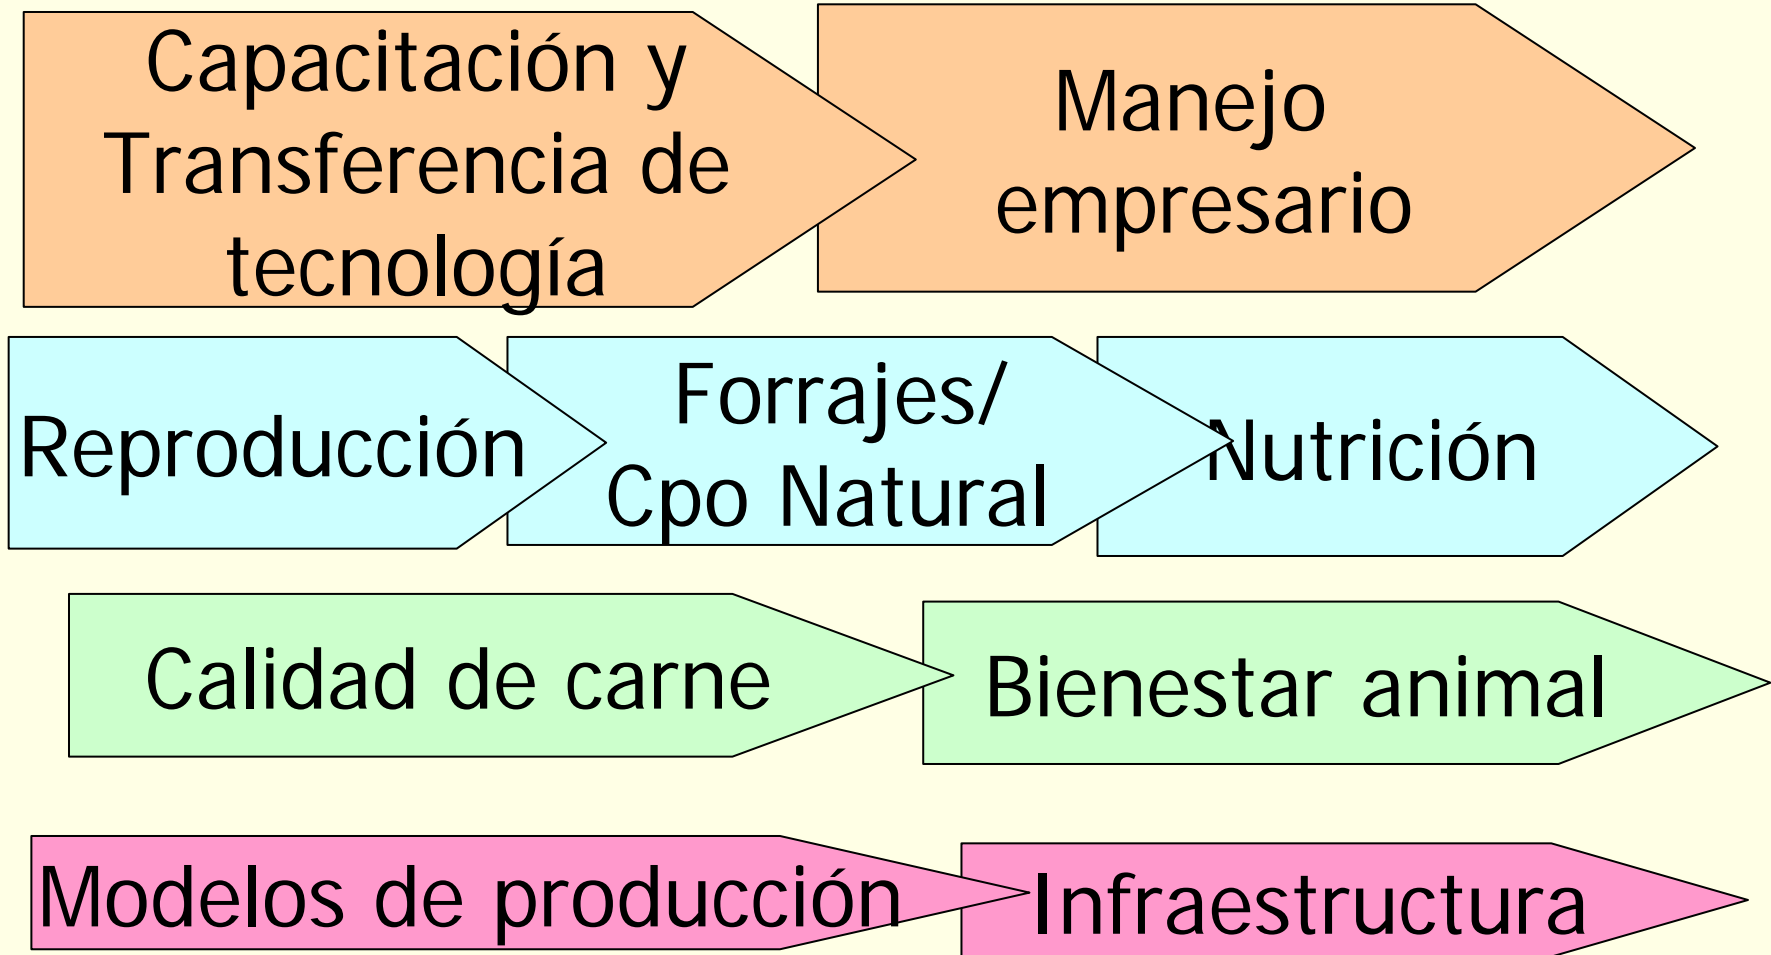 Capacitación y
Transferencia de
tecnología
Manejo
empresario
Reproducción
Forrajes/
Cpo Natural
Nutrición
Calidad de carne
Bienestar animal
Modelos de producción
Infraestructura